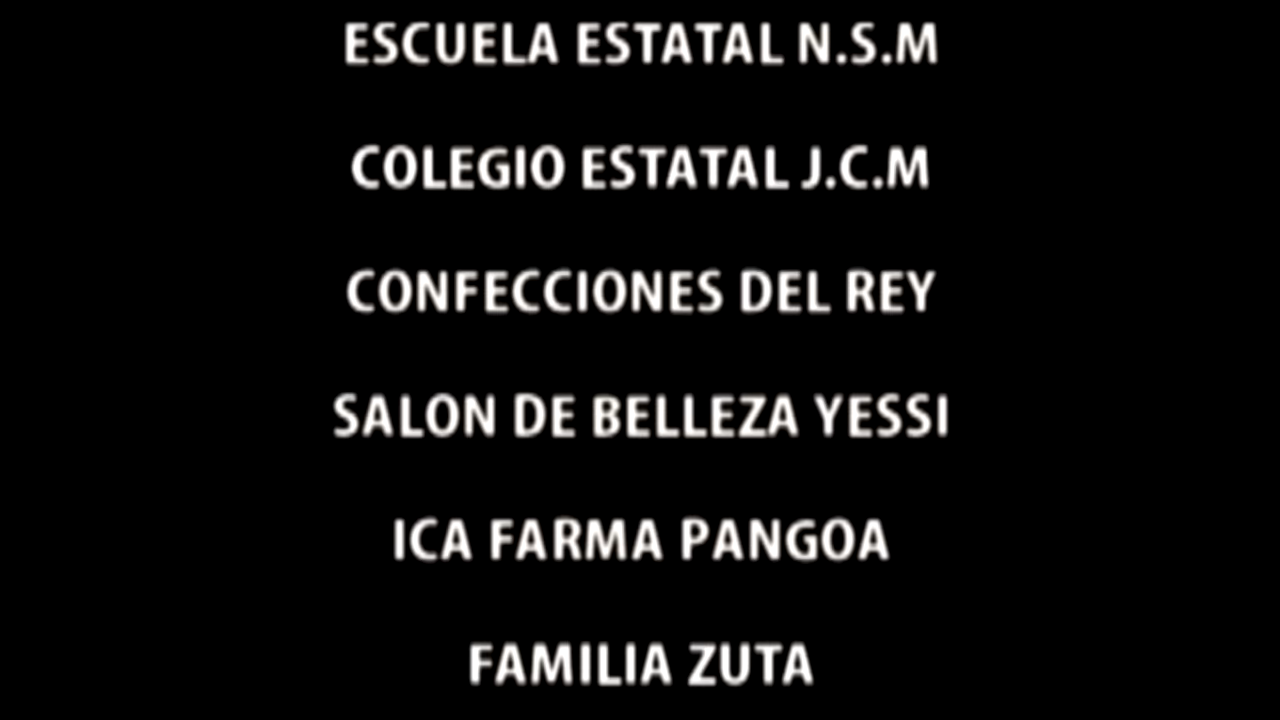 ESCUELA ESTATAL N.S.M
COLEGIO ESTATAL J.C.M
CONFECCIONES DEL REY
SALON DE BELLEZA YESSI
ICA FARMA PANGOA
FAMILIA ZUTA